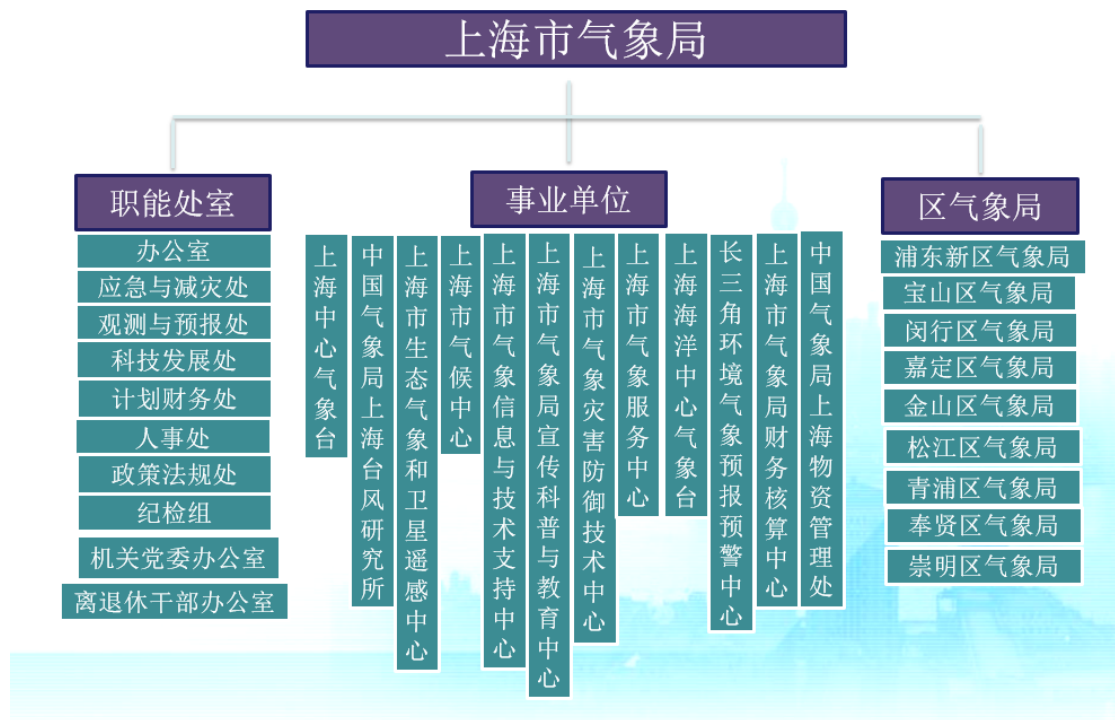 上海市气象局
职能处室
办公室
应急与减灾处
观测与预报处
科技发展处
计划财务处
人事处
政策法规处
纪检组
机关党委办公室
离退休干部办公室
事业单位
上海中心气象台
中国气象局上海台风研究所
上海市生态气象和卫星遥感中心
上海市气候中心
上海市气象信息与技术支持中心
上海市气象局宣传科普与教育中心
上海市气象灾害防御技术中心
上海市气象服务中心
上海海洋中心气象台
长三角环境气象预报预警中心
上海市气象局财务核算中心
中国气象局上海物资管理处
区气象局
浦东新区气象局
宝山区气象局
闵行区气象局
嘉定区气象局
金山区气象局
松江区气象局
青浦区气象局
奉贤区气象局
崇明区气象局